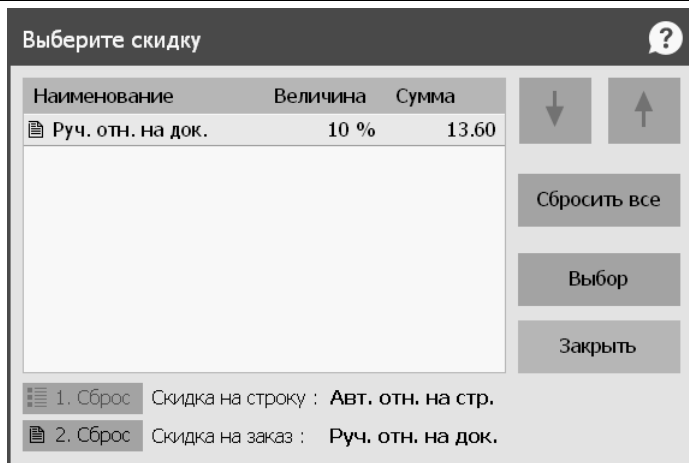 Выберите скидку ?
Наименование Величина Сумма
Руч. отн. на док. 10 % 13.60
Сбросить все
Выбор
Закрыть
1. Сброс Скидка на строку : Авт. отн. на стр.
2. Сброс Скидка на заказ : Руч. отн. на док.